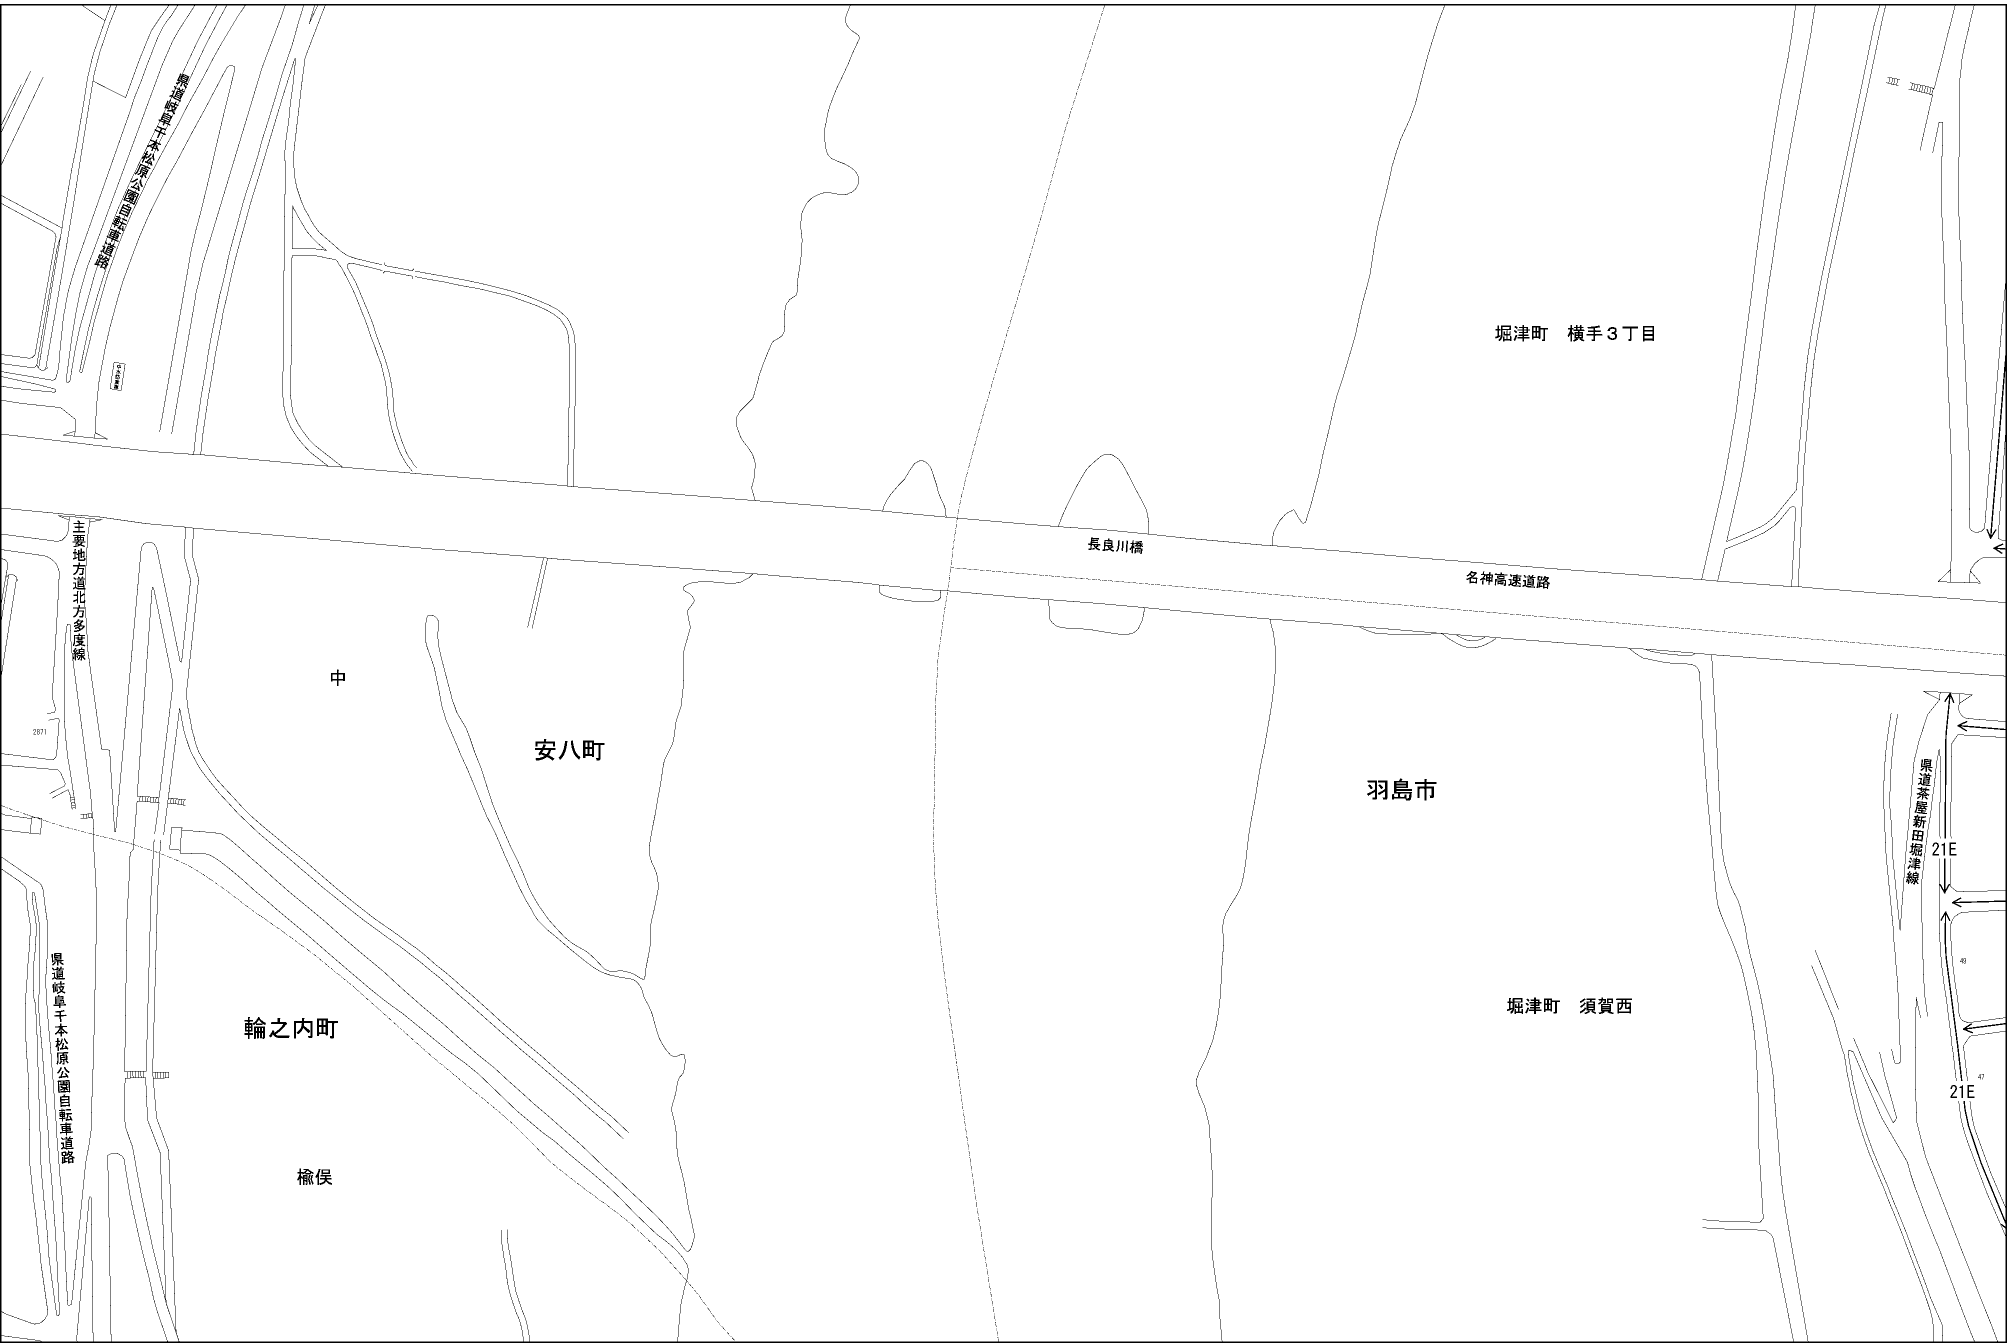 県道岐阜千本松原公園自転車道路
堀津町　横手３丁目
長良川橋
名神高速道路
主要地方道北方多度線
中
2871
安八町
羽島市
県道茶屋新田堀津線
21E
49
県道岐阜千本松原公園自転車道路
輪之内町
堀津町　須賀西
47
21E
楡俣